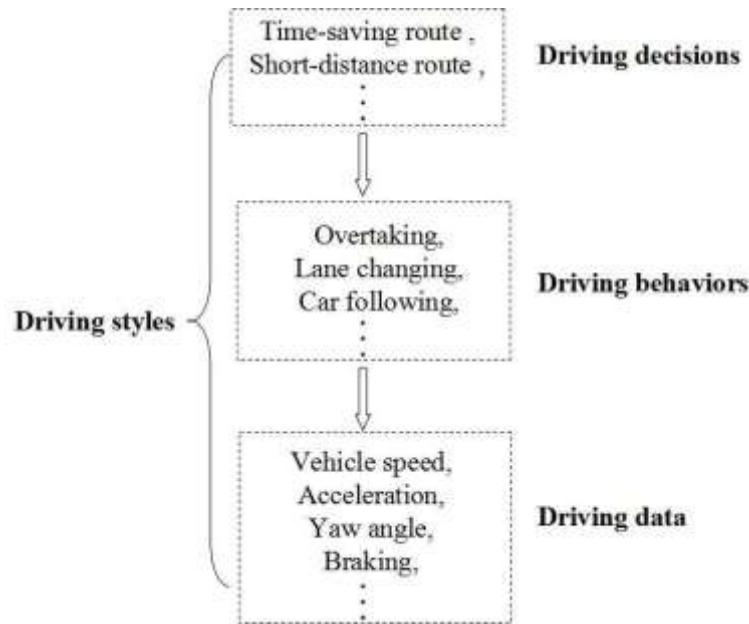 Time-saving route ,
Short-distance route ,
Driving decisions
Overtaking,
Lane changing,
Car following,
Driving behaviors
Driving styles
Vehicle speed,
Acceleration,
Yaw angle,
Braking,
Driving data